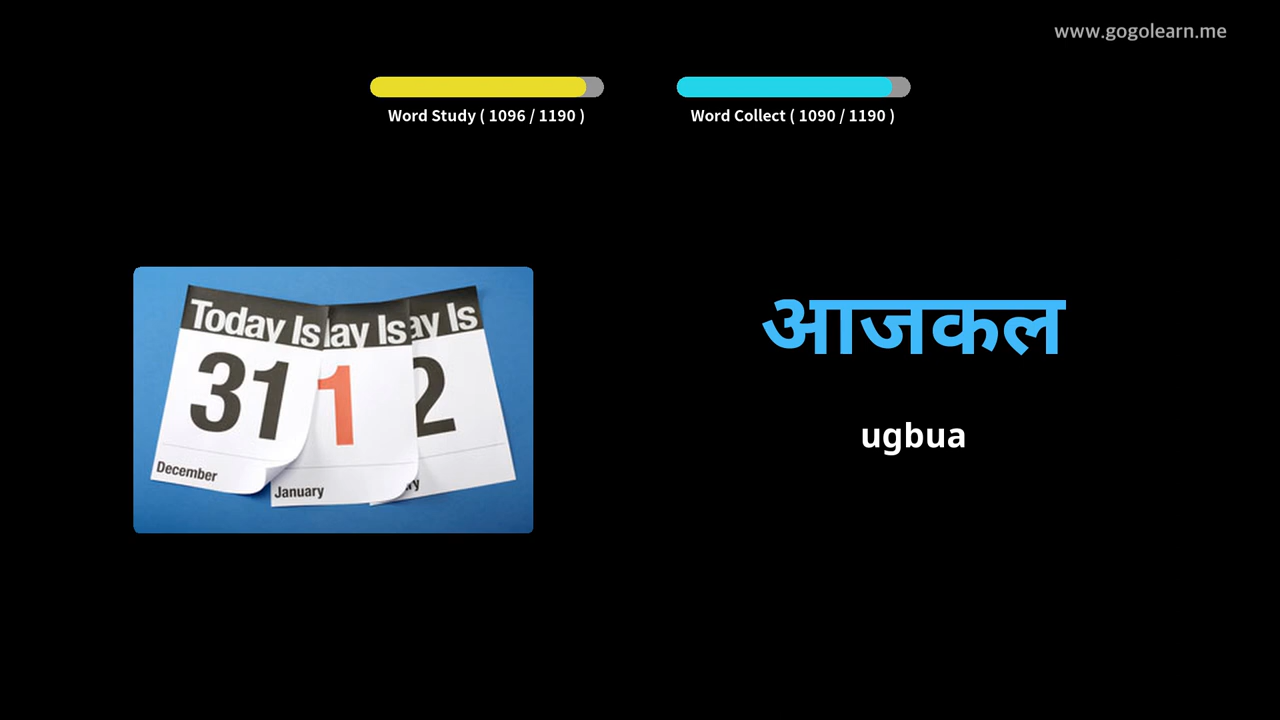 www.gogolearn.me
Word Study ( 1096 / 1190 )
Word Collect ( 1090 / 1190 )
आजकल
ugbua
Today Is
31
December
ay Is
1
January
ay Is
2
ry